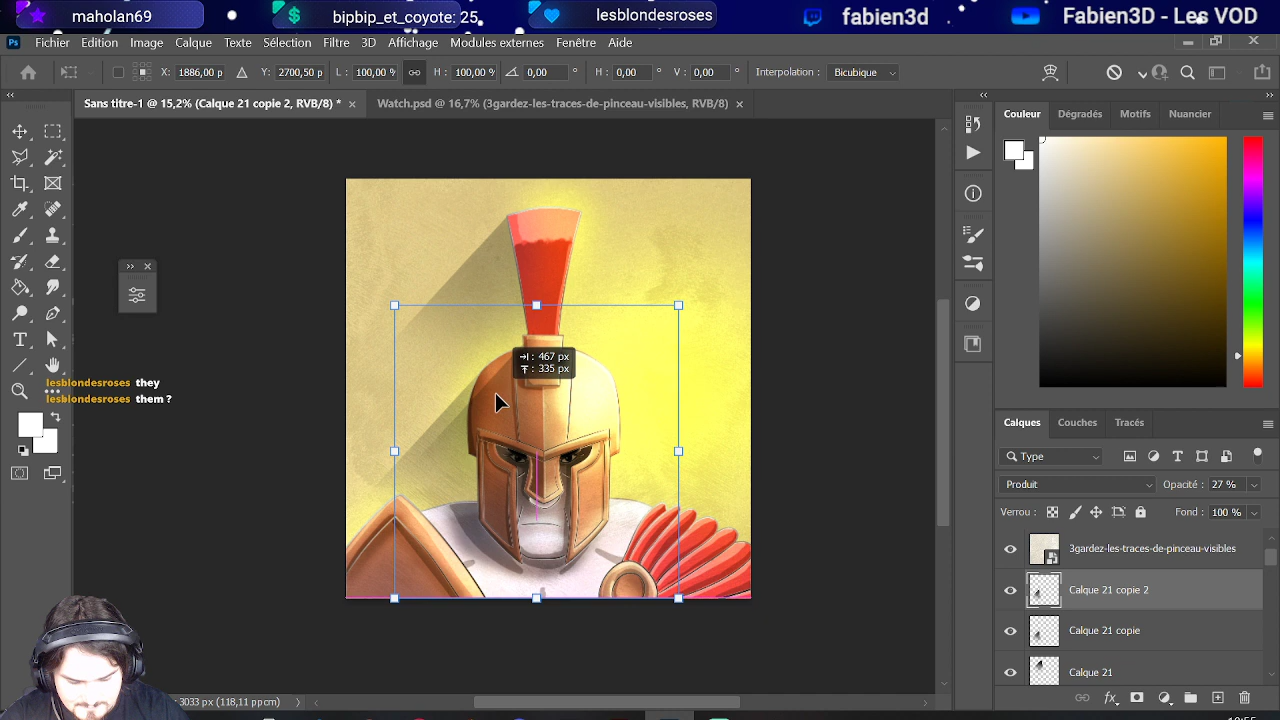 maholan69
bipbip_et_coyote: 25
lesblondesroses
fabien3d
Fabien3D - Les VOD
Ps
Fichier Edition Image Calque Texte Sélection Filtre 3D Affichage Modules externes Fenêtre Aide
X: 1886,00 p Y: 2700,50 p L: 100,00 % H: 100,00 % 0,00 ° H: 0,00 ° V: 0,00 ° Interpolation : Bicubique
Sans titre-1 @ 15,2% (Calque 21 copie 2, RVB/8) *
Watch.psd @ 16,7% (3gardez-les-traces-de-pinceau-visibles, RVB/8)
Couleur Dégradés Motifs Nuancier
: 467 px
: 335 px
lesblondesroses they
lesblondesroses them ?
Calques Couches Tracés
Type
Produit Opacité : 27 %
Verrou : Fond : 100 %
3gardez-les-traces-de-pinceau-visibles
Calque 21 copie 2
Calque 21 copie
Calque 21
3033 px (118,11 ppcm)
fx